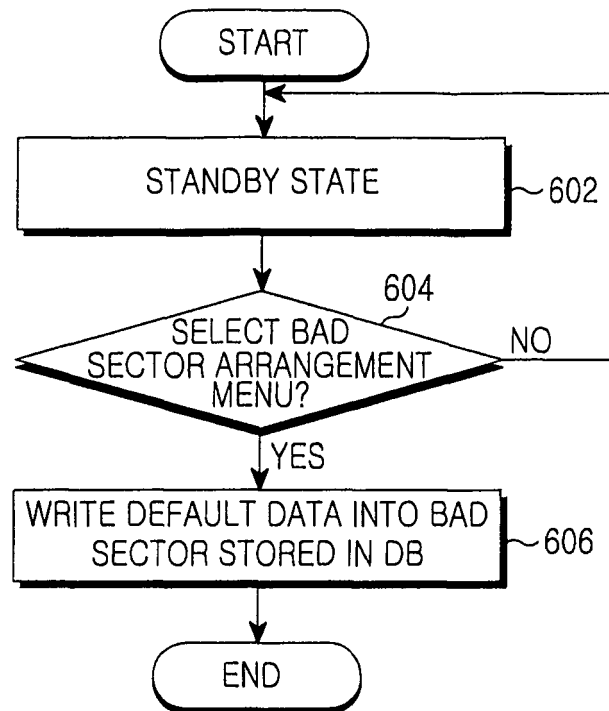 START
STANDBY STATE
602
604
SELECT BAD
SECTOR ARRANGEMENT
MENU?
NO
YES
WRITE DEFAULT DATA INTO BAD
SECTOR STORED IN DB
606
END